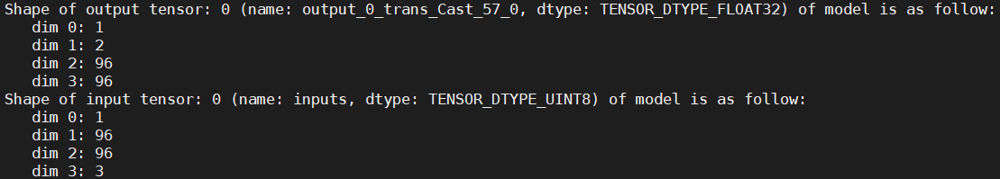 Shape of output tensor: 0 (name: output_0_trans_Cast_57_0, dtype: TENSOR_DTYPE_FLOAT32) of model is as follow:
   dim 0: 1
   dim 1: 2
   dim 2: 96
   dim 3: 96
Shape of input tensor: 0 (name: inputs, dtype: TENSOR_DTYPE_UINT8) of model is as follow:
   dim 0: 1
   dim 1: 96
   dim 2: 96
   dim 3: 3